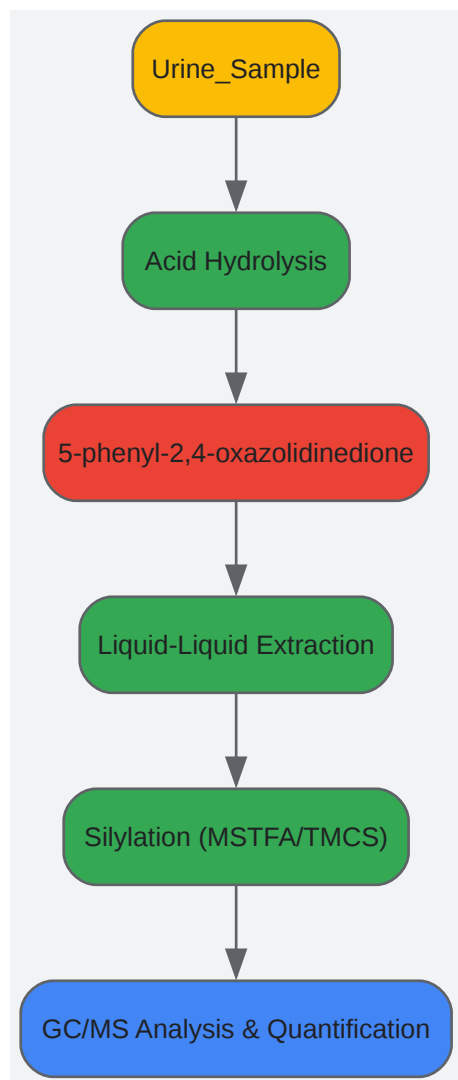 Urine_Sample
Acid Hydrolysis
5-phenyl-2,4-oxazolidinedione
Liquid-Liquid Extraction
Silylation (MSTFA/TMCS)
GC/MS Analysis & Quantification